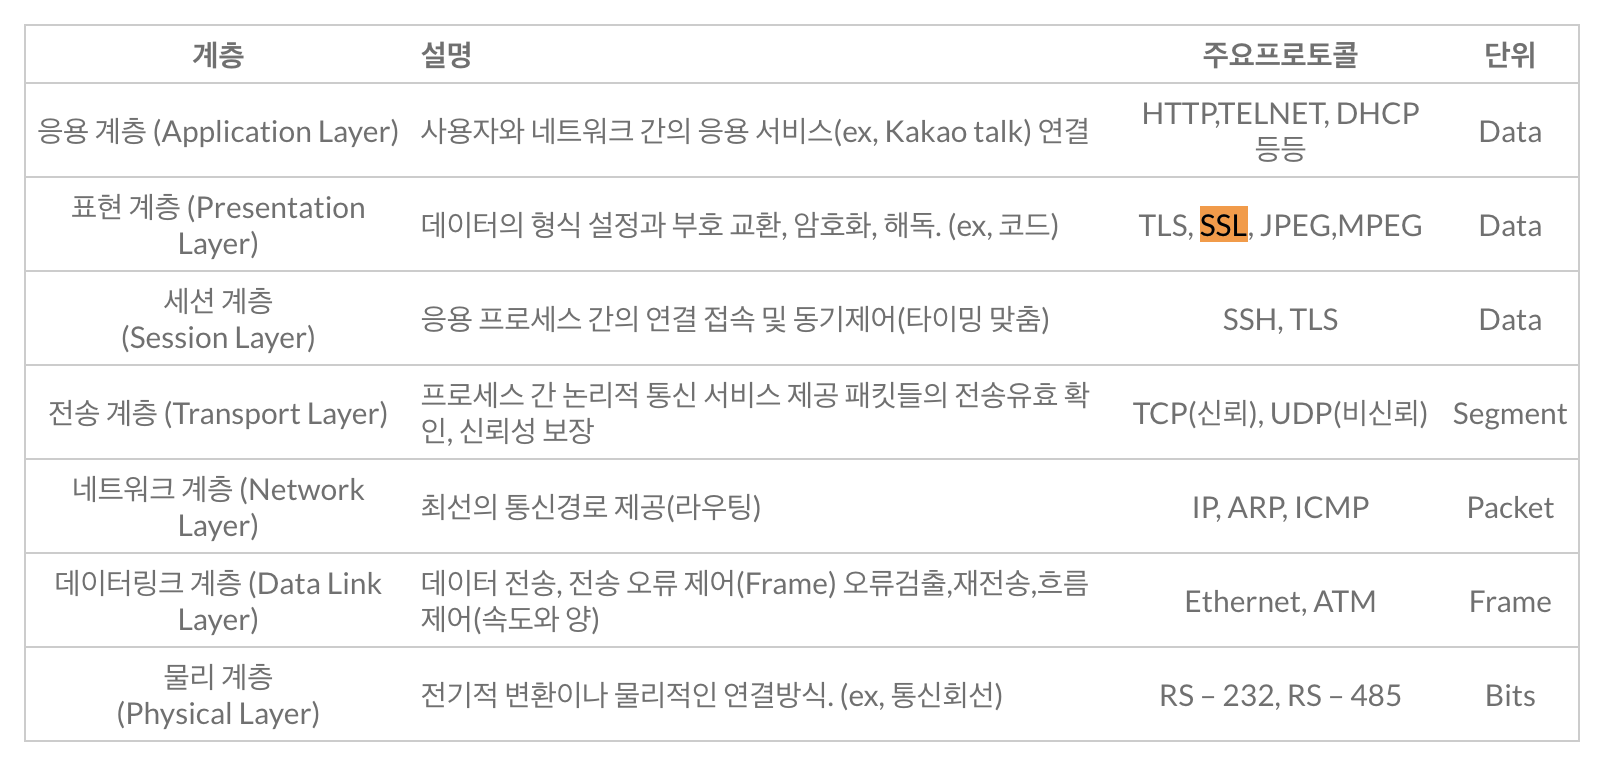 계층 설명 주요프로토콜 단위
응용 계층 (Application Layer) 사용자와 네트워크 간의 응용 서비스(ex, Kakao talk) 연결 HTTP,TELNET, DHCP
등등 Data
표현 계층 (Presentation
Layer) 데이터의 형식 설정과 부호 교환, 암호화, 해독. (ex, 코드) TLS, SSL, JPEG,MPEG Data
세션 계층
(Session Layer) 응용 프로세스 간의 연결 접속 및 동기제어(타이밍 맞춤) SSH, TLS Data
전송 계층 (Transport Layer) 프로세스 간 논리적 통신 서비스 제공 패킷들의 전송유효 확
인, 신뢰성 보장 TCP(신뢰), UDP(비신뢰) Segment
네트워크 계층 (Network
Layer) 최선의 통신경로 제공(라우팅) IP, ARP, ICMP Packet
데이터링크 계층 (Data Link
Layer) 데이터 전송, 전송 오류 제어(Frame) 오류검출,재전송,흐름
제어(속도와 양) Ethernet, ATM Frame
물리 계층
(Physical Layer) 전기적 변환이나 물리적인 연결방식. (ex, 통신회선) RS – 232, RS – 485 Bits